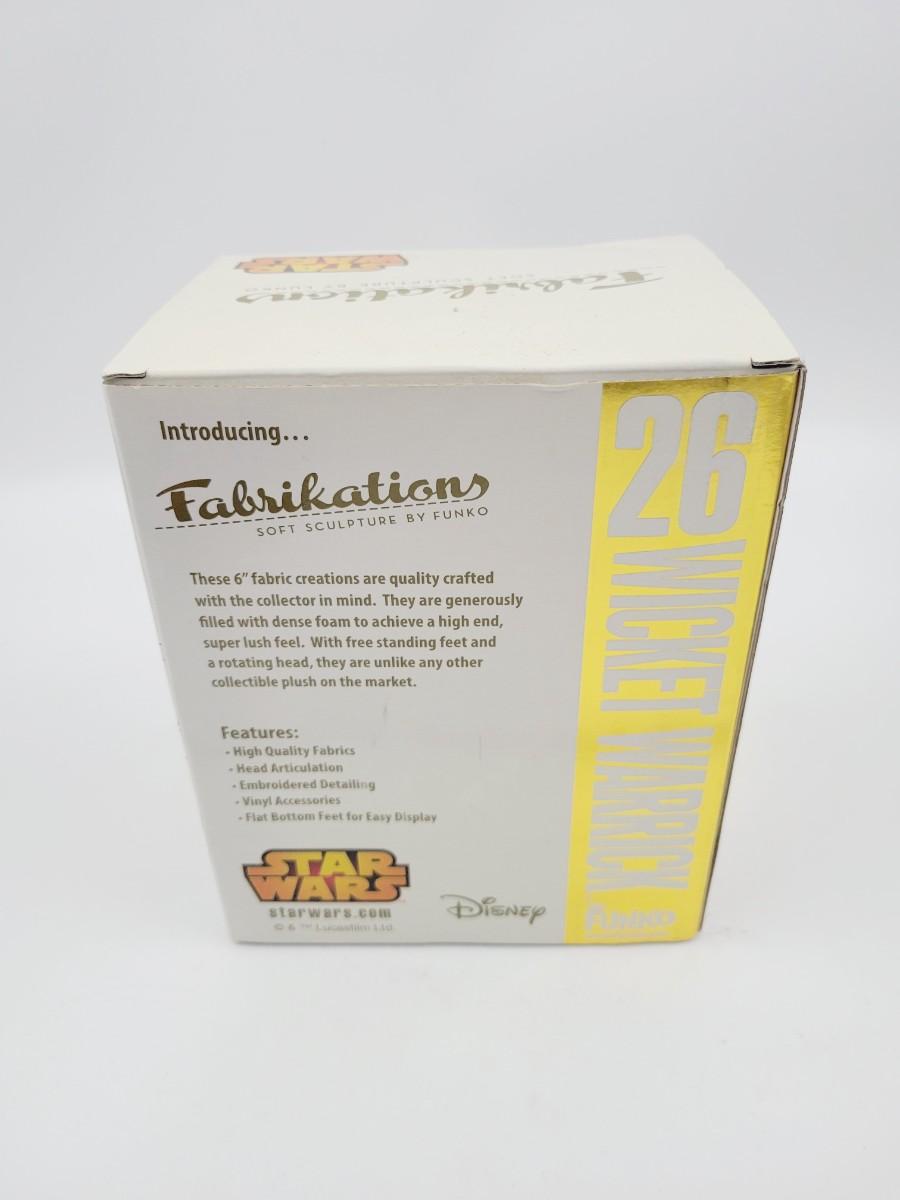 STAR
WARS
Fabrikations
SOFT SCULPTURE BY FUNKO
Introducing...
Fabrikations
SOFT SCULPTURE BY FUNKO
These 6" fabric creations are quality crafted
with the collector in mind. They are generously
filled with dense foam to achieve a high end,
super lush feel. With free standing feet and
a rotating head, they are unlike any other
collectible plush on the market.
Features:
• High Quality Fabrics
• Head Articulation
• Embroidered Detailing
• Vinyl Accessories
• Flat Bottom Feet for Easy Display
STAR
WARS
starwars.com
© & ™ Lucasfilm Ltd.
Disney
26
WICKET WARRICK
FUNKO